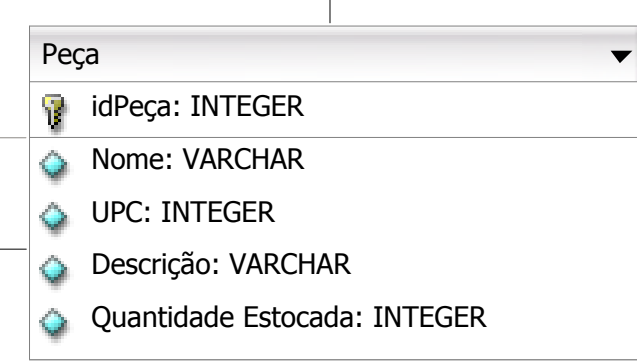 Peça
idPeça: INTEGER
Nome: VARCHAR
UPC: INTEGER
Descrição: VARCHAR
Quantidade Estocada: INTEGER